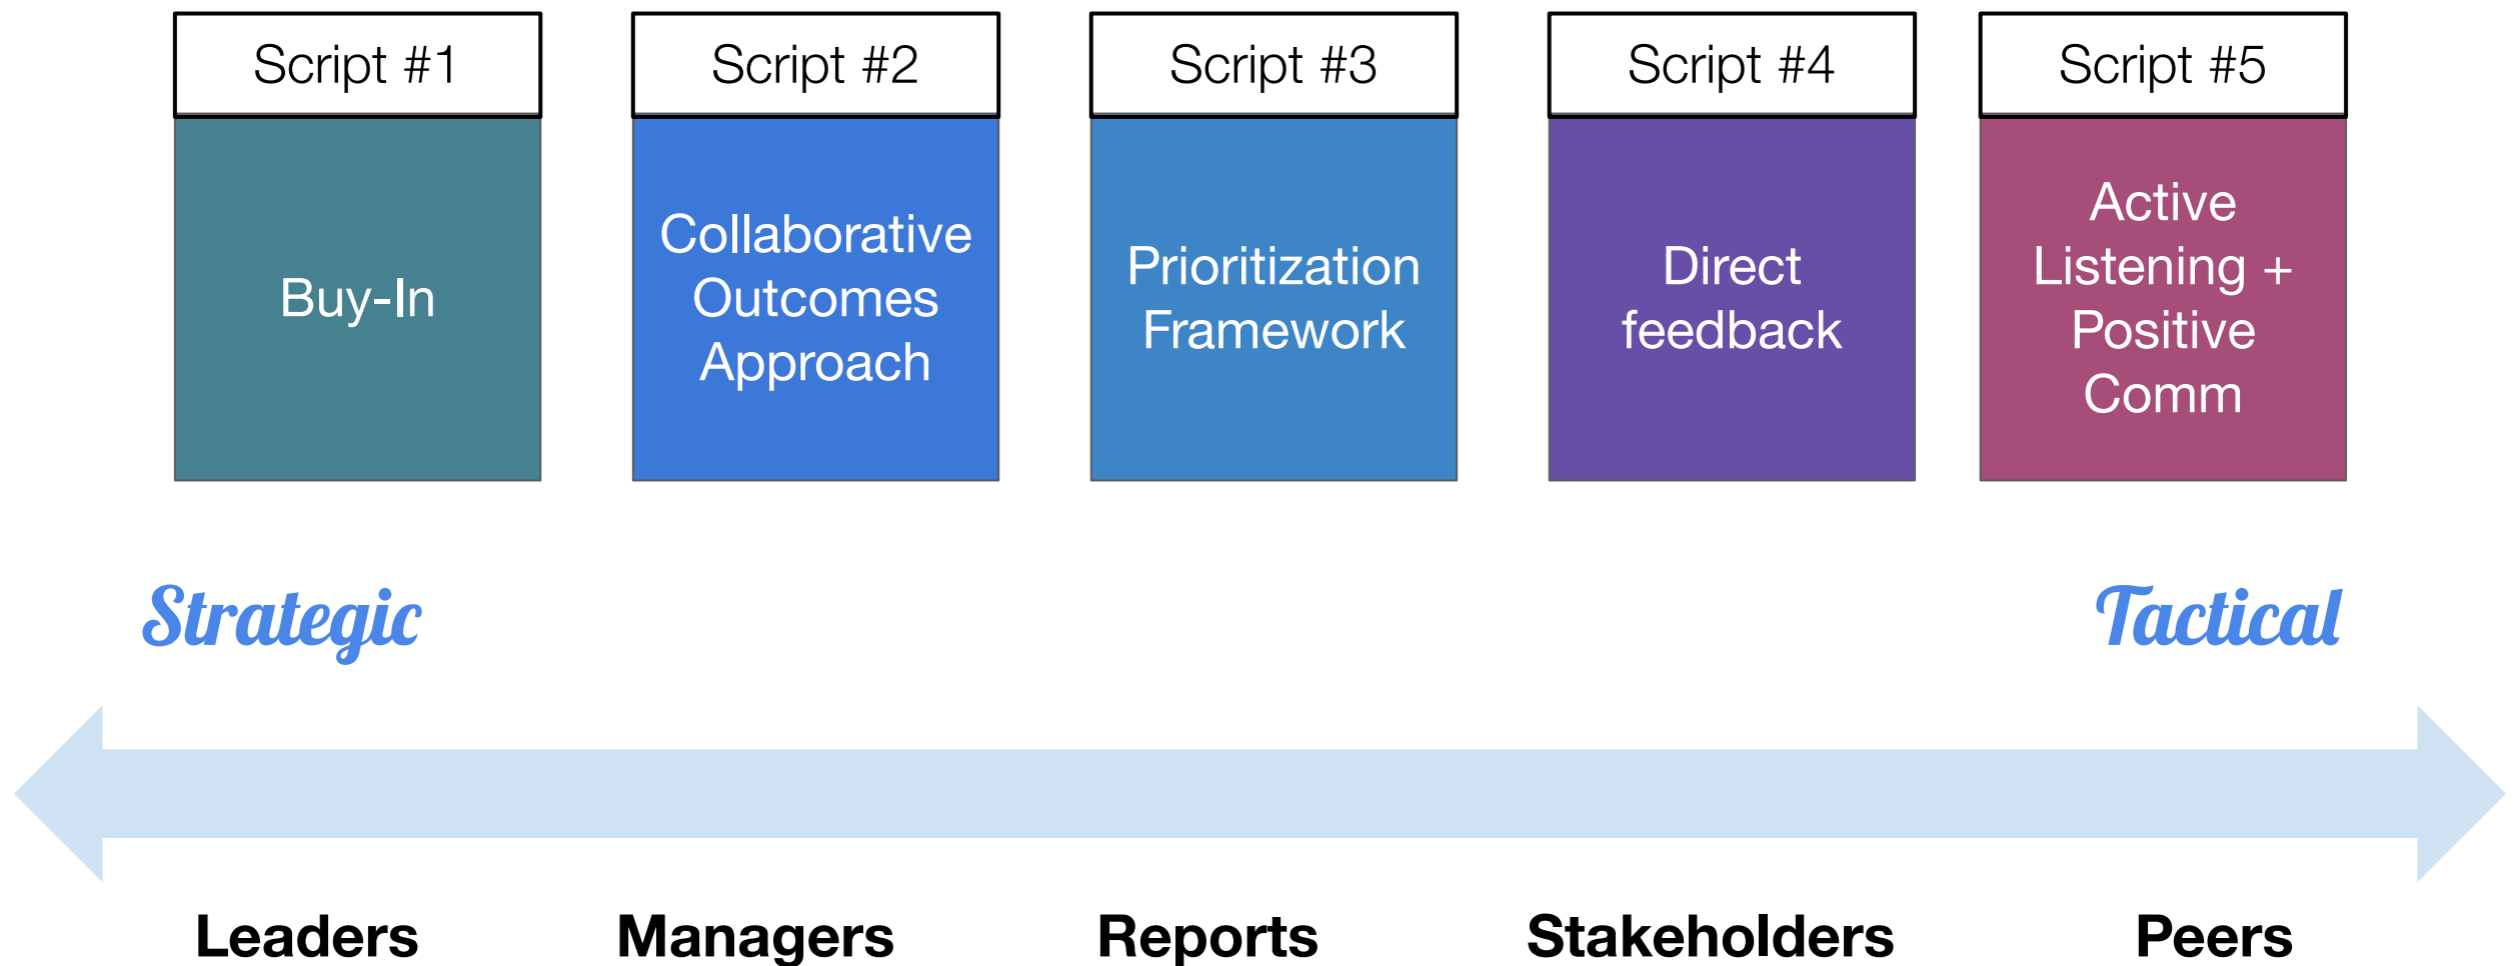 Script #1
Script #2
Script #3
Script #4
Script #5
Buy-In
Collaborative
Outcomes
Approach
Prioritization
Framework
Direct
feedback
Active
Listening +
Positive
Comm
Strategic
Tactical
Leaders
Managers
Reports
Stakeholders
Peers